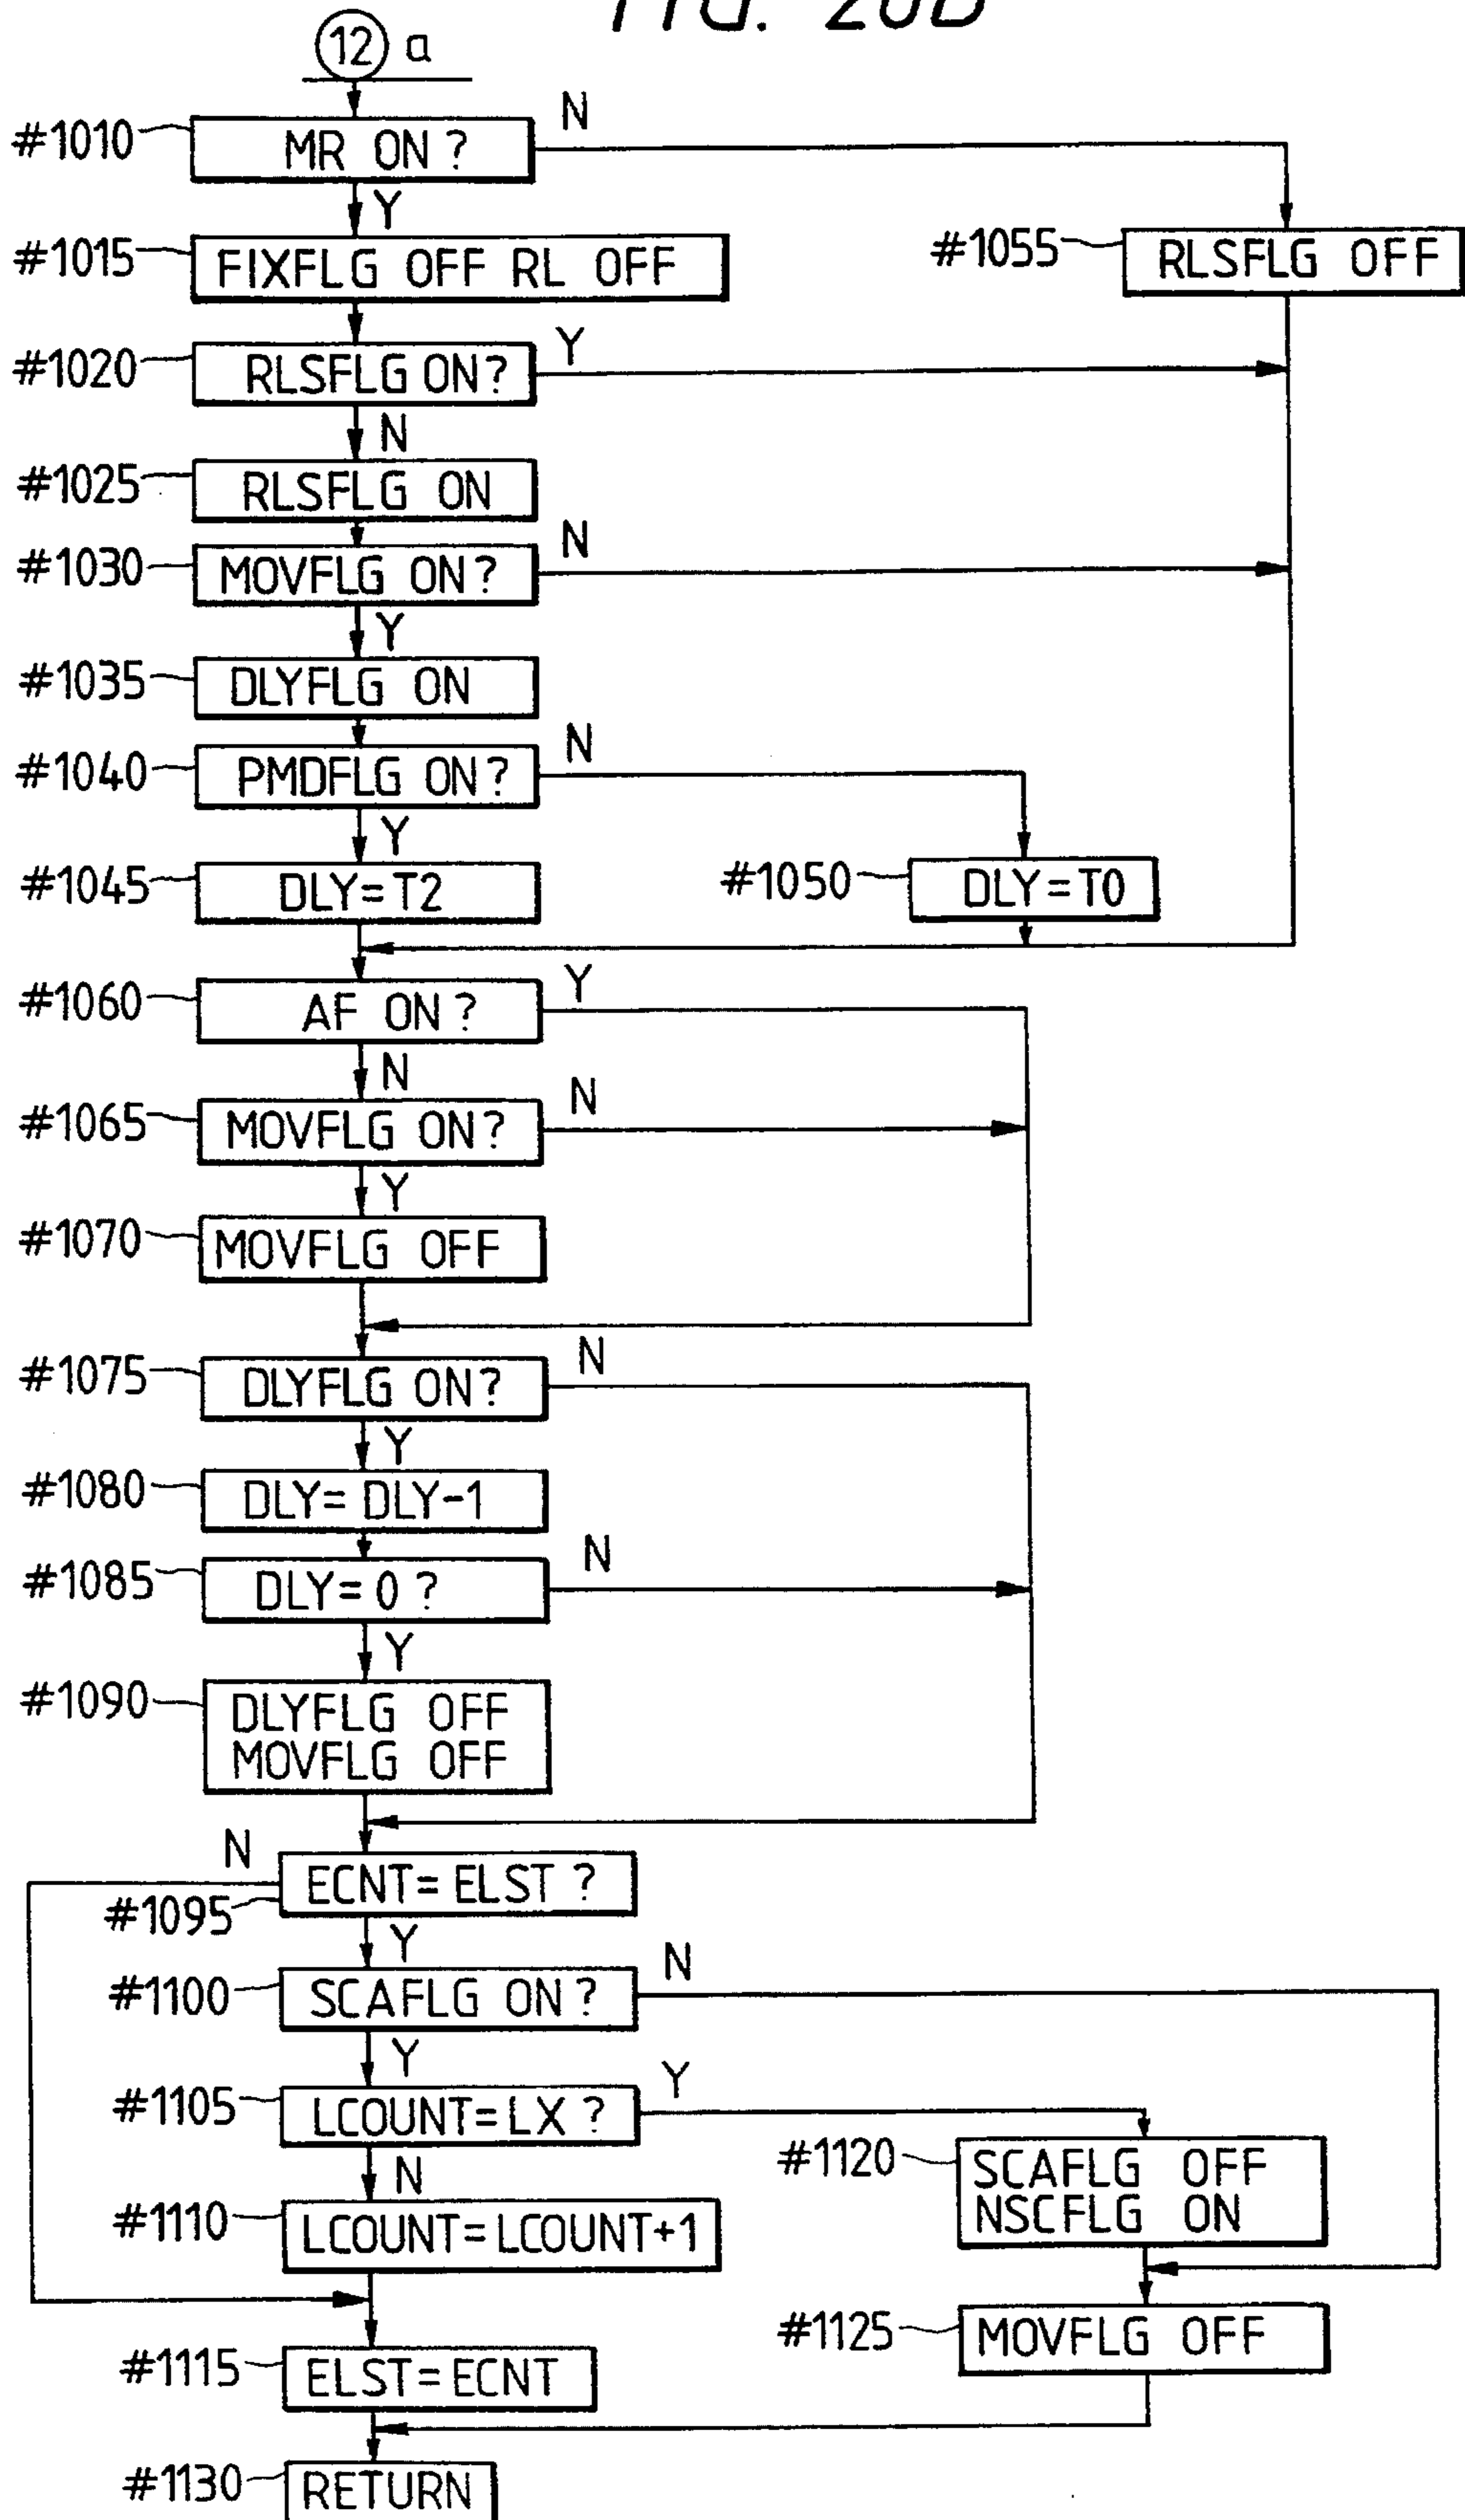 FIG. 20B
12 a
#1010 MR ON ? N
Y
#1015 FIXFLG OFF RL OFF
#1055 RLSFLG OFF
#1020 RLSFLG ON? Y
N
#1025 RLSFLG ON
#1030 MOVFLG ON? N
Y
#1035 DLYFLG ON
#1040 PMDFLG ON? N
Y
#1045 DLY=T2
#1050 DLY=T0
#1060 AF ON ? Y
N
#1065 MOVFLG ON? N
Y
#1070 MOVFLG OFF
#1075 DLYFLG ON? N
Y
#1080 DLY= DLY-1
#1085 DLY=0 ? N
Y
#1090 DLYFLG OFF
MOVFLG OFF
N
#1095 ECNT=ELST ?
Y
#1100 SCAFLG ON ? N
Y
#1105 LCOUNT=LX ? Y
N
#1120 SCAFLG OFF
NSCFLG ON
#1110 LCOUNT=LCOUNT+1
#1125 MOVFLG OFF
#1115 ELST=ECNT
#1130 RETURN